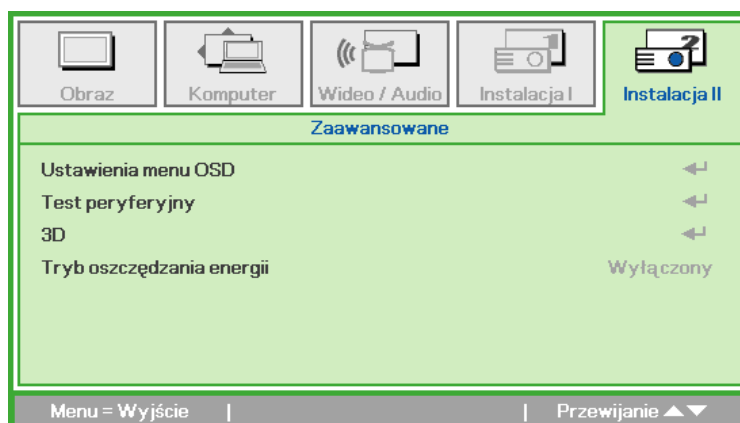 Obraz
Komputer
Wideo / Audio
Instalacja I
Instalacja II
Zaawansowane
Ustawienia menu OSD
Test peryferyjny
3D
Tryb oszczędzania energii Wyłączony
Menu = Wyjście | | Przewijanie ▲▼